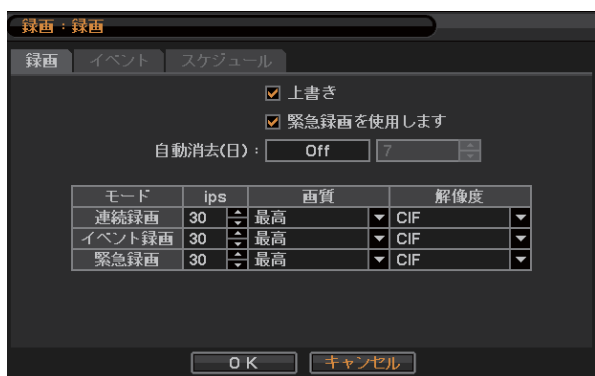 録画：録画
録画 イベント スケジュール
上書き
緊急録画を使用します
自動消去(日)： Off 7
モード ips 画質 解像度
連続録画 30 最高 CIF
イベント録画 30 最高 CIF
緊急録画 30 最高 CIF
OK キャンセル